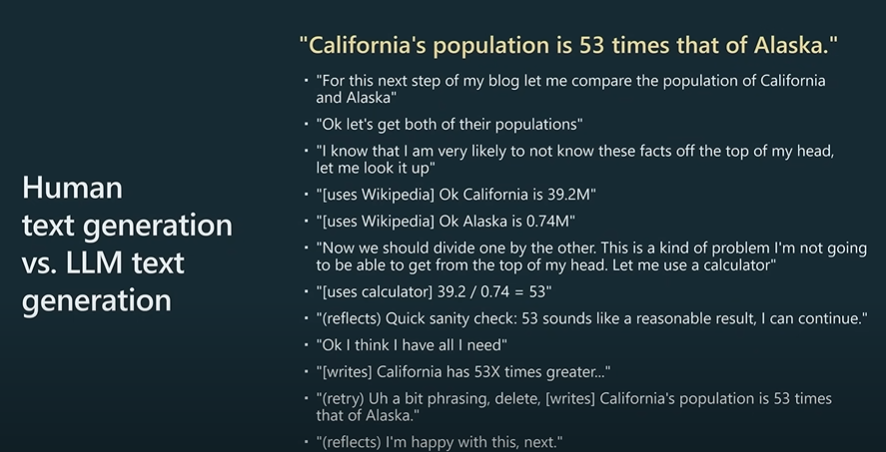 "California's population is 53 times that of Alaska."
Human
text generation
vs. LLM text
generation
· "For this next step of my blog let me compare the population of California
and Alaska"
· "Ok let's get both of their populations"
· "I know that I am very likely to not know these facts off the top of my head,
let me look it up"
· "[uses Wikipedia] Ok California is 39.2M"
· "[uses Wikipedia] Ok Alaska is 0.74M"
· "Now we should divide one by the other. This is a kind of problem I'm not going
to be able to get from the top of my head. Let me use a calculator"
· "[uses calculator] 39.2 / 0.74 = 53"
· "(reflects) Quick sanity check: 53 sounds like a reasonable result, I can continue."
· "Ok I think I have all I need"
· "[writes] California has 53X times greater..."
· "(retry) Uh a bit phrasing, delete, [writes] California's population is 53 times
that of Alaska."
· "(reflects) I'm happy with this, next."